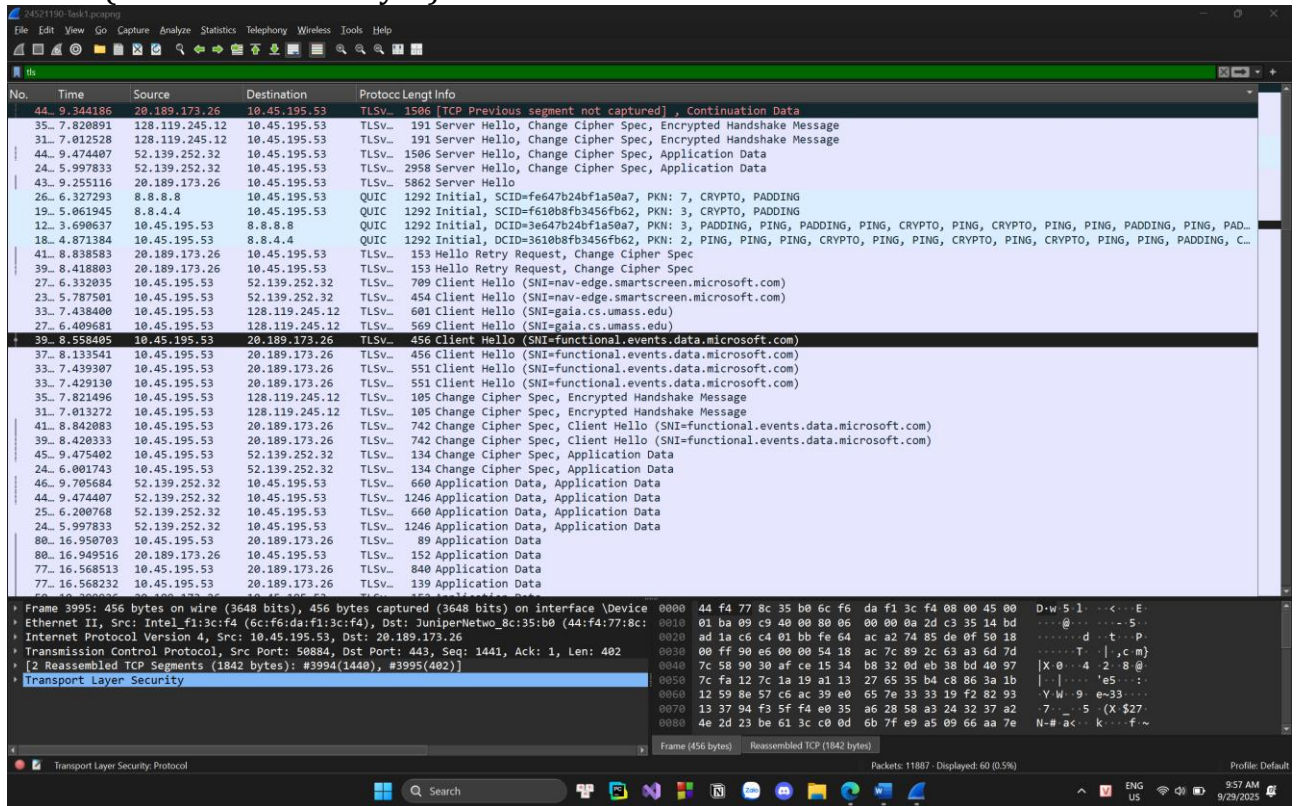 24521190-Task1.pcapng
File Edit View Go Capture Analyze Statistics Telephony Wireless Tools Help
tls
No. Time Source Destination Protocc Lengt Info
44… 9.344186 20.189.173.26 10.45.195.53 TLSv… 1506 [TCP Previous segment not captured] , Continuation Data
35… 7.820891 128.119.245.12 10.45.195.53 TLSv… 191 Server Hello, Change Cipher Spec, Encrypted Handshake Message
31… 7.012528 128.119.245.12 10.45.195.53 TLSv… 191 Server Hello, Change Cipher Spec, Encrypted Handshake Message
44… 9.474407 52.139.252.32 10.45.195.53 TLSv… 1506 Server Hello, Change Cipher Spec, Application Data
24… 5.997833 52.139.252.32 10.45.195.53 TLSv… 2958 Server Hello, Change Cipher Spec, Application Data
43… 9.255116 20.189.173.26 10.45.195.53 TLSv… 5862 Server Hello
26… 6.327293 8.8.8.8 10.45.195.53 QUIC 1292 Initial, SCID=fe647b24bf1a50a7, PKN: 7, CRYPTO, PADDING
19… 5.061945 8.8.4.4 10.45.195.53 QUIC 1292 Initial, SCID=f610b8fb3456fb62, PKN: 3, CRYPTO, PADDING
12… 3.690637 10.45.195.53 8.8.8.8 QUIC 1292 Initial, DCID=3e647b24bf1a50a7, PKN: 3, PADDING, PING, PADDING, PING, CRYPTO, PING, CRYPTO, PING, PING, PADDING, PING, PAD…
18… 4.871384 10.45.195.53 8.8.4.4 QUIC 1292 Initial, DCID=3610b8fb3456fb62, PKN: 2, PING, PING, PING, CRYPTO, PING, PING, CRYPTO, PING, CRYPTO, PING, PING, PADDING, C…
41… 8.838583 20.189.173.26 10.45.195.53 TLSv… 153 Hello Retry Request, Change Cipher Spec
39… 8.418803 20.189.173.26 10.45.195.53 TLSv… 153 Hello Retry Request, Change Cipher Spec
27… 6.332035 10.45.195.53 52.139.252.32 TLSv… 709 Client Hello (SNI=nav-edge.smartscreen.microsoft.com)
23… 5.787501 10.45.195.53 52.139.252.32 TLSv… 454 Client Hello (SNI=nav-edge.smartscreen.microsoft.com)
33… 7.438400 10.45.195.53 128.119.245.12 TLSv… 601 Client Hello (SNI=gaia.cs.umass.edu)
27… 6.409681 10.45.195.53 128.119.245.12 TLSv… 569 Client Hello (SNI=gaia.cs.umass.edu)
39… 8.558405 10.45.195.53 20.189.173.26 TLSv… 456 Client Hello (SNI=functional.events.data.microsoft.com)
37… 8.133541 10.45.195.53 20.189.173.26 TLSv… 456 Client Hello (SNI=functional.events.data.microsoft.com)
33… 7.439307 10.45.195.53 20.189.173.26 TLSv… 551 Client Hello (SNI=functional.events.data.microsoft.com)
33… 7.429130 10.45.195.53 20.189.173.26 TLSv… 551 Client Hello (SNI=functional.events.data.microsoft.com)
35… 7.821496 10.45.195.53 128.119.245.12 TLSv… 105 Change Cipher Spec, Encrypted Handshake Message
31… 7.013272 10.45.195.53 128.119.245.12 TLSv… 105 Change Cipher Spec, Encrypted Handshake Message
41… 8.842083 10.45.195.53 20.189.173.26 TLSv… 742 Change Cipher Spec, Client Hello (SNI=functional.events.data.microsoft.com)
39… 8.420333 10.45.195.53 20.189.173.26 TLSv… 742 Change Cipher Spec, Client Hello (SNI=functional.events.data.microsoft.com)
45… 9.475402 10.45.195.53 52.139.252.32 TLSv… 134 Change Cipher Spec, Application Data
24… 6.001743 10.45.195.53 52.139.252.32 TLSv… 134 Change Cipher Spec, Application Data
46… 9.705684 52.139.252.32 10.45.195.53 TLSv… 660 Application Data, Application Data
44… 9.474407 52.139.252.32 10.45.195.53 TLSv… 1246 Application Data, Application Data
25… 6.200768 52.139.252.32 10.45.195.53 TLSv… 660 Application Data, Application Data
24… 5.997833 52.139.252.32 10.45.195.53 TLSv… 1246 Application Data, Application Data
80… 16.950703 10.45.195.53 20.189.173.26 TLSv… 89 Application Data
80… 16.949516 20.189.173.26 10.45.195.53 TLSv… 152 Application Data
77… 16.568513 10.45.195.53 20.189.173.26 TLSv… 840 Application Data
77… 16.568232 10.45.195.53 20.189.173.26 TLSv… 139 Application Data
Frame 3995: 456 bytes on wire (3648 bits), 456 bytes captured (3648 bits) on interface \Device
Ethernet II, Src: Intel_f1:3c:f4 (6c:f6:da:f1:3c:f4), Dst: JuniperNetwo_8c:35:b0 (44:f4:77:8c:
Internet Protocol Version 4, Src: 10.45.195.53, Dst: 20.189.173.26
Transmission Control Protocol, Src Port: 50884, Dst Port: 443, Seq: 1441, Ack: 1, Len: 402
[2 Reassembled TCP Segments (1842 bytes): #3994(1440), #3995(402)]
Transport Layer Security
0000 44 f4 77 8c 35 b0 6c f6 da f1 3c f4 08 00 45 00 D·w·5·l· ··<···E·
0010 01 ba 09 c9 40 00 80 06 00 00 0a 2d c3 35 14 bd ····@··· ···-·5··
0020 ad 1a c6 c4 01 bb fe 64 ac a2 74 85 de 0f 50 18 ·······d ··t···P·
0030 00 ff 90 e6 00 00 54 18 ac 7c 89 2c 63 a3 6d 7d ······T· ·|·,c·m}
0040 7c 58 90 30 af ce 15 34 b8 32 0d eb 38 bd 40 97 |X·0···4 ·2··8·@·
0050 7c fa 12 7c 1a 19 a1 13 27 65 35 b4 c8 86 3a 1b |··|···· 'e5···:·
0060 12 59 8e 57 c6 ac 39 e0 65 7e 33 33 19 f2 82 93 ·Y·W··9· e~33····
0070 13 37 94 f3 5f f4 e0 35 a6 28 58 a3 24 32 37 a2 ·7··_··5 ·(X·$27·
0080 4e 2d 23 be 61 3c c0 0d 6b 7f e9 a5 09 66 aa 7e N-#·a<·· k····f·~
Frame (456 bytes) Reassembled TCP (1842 bytes)
Transport Layer Security: Protocol Packets: 11887 · Displayed: 60 (0.5%) Profile: Default
Search
Zalo
ENG
US
9:57 AM
9/29/2025